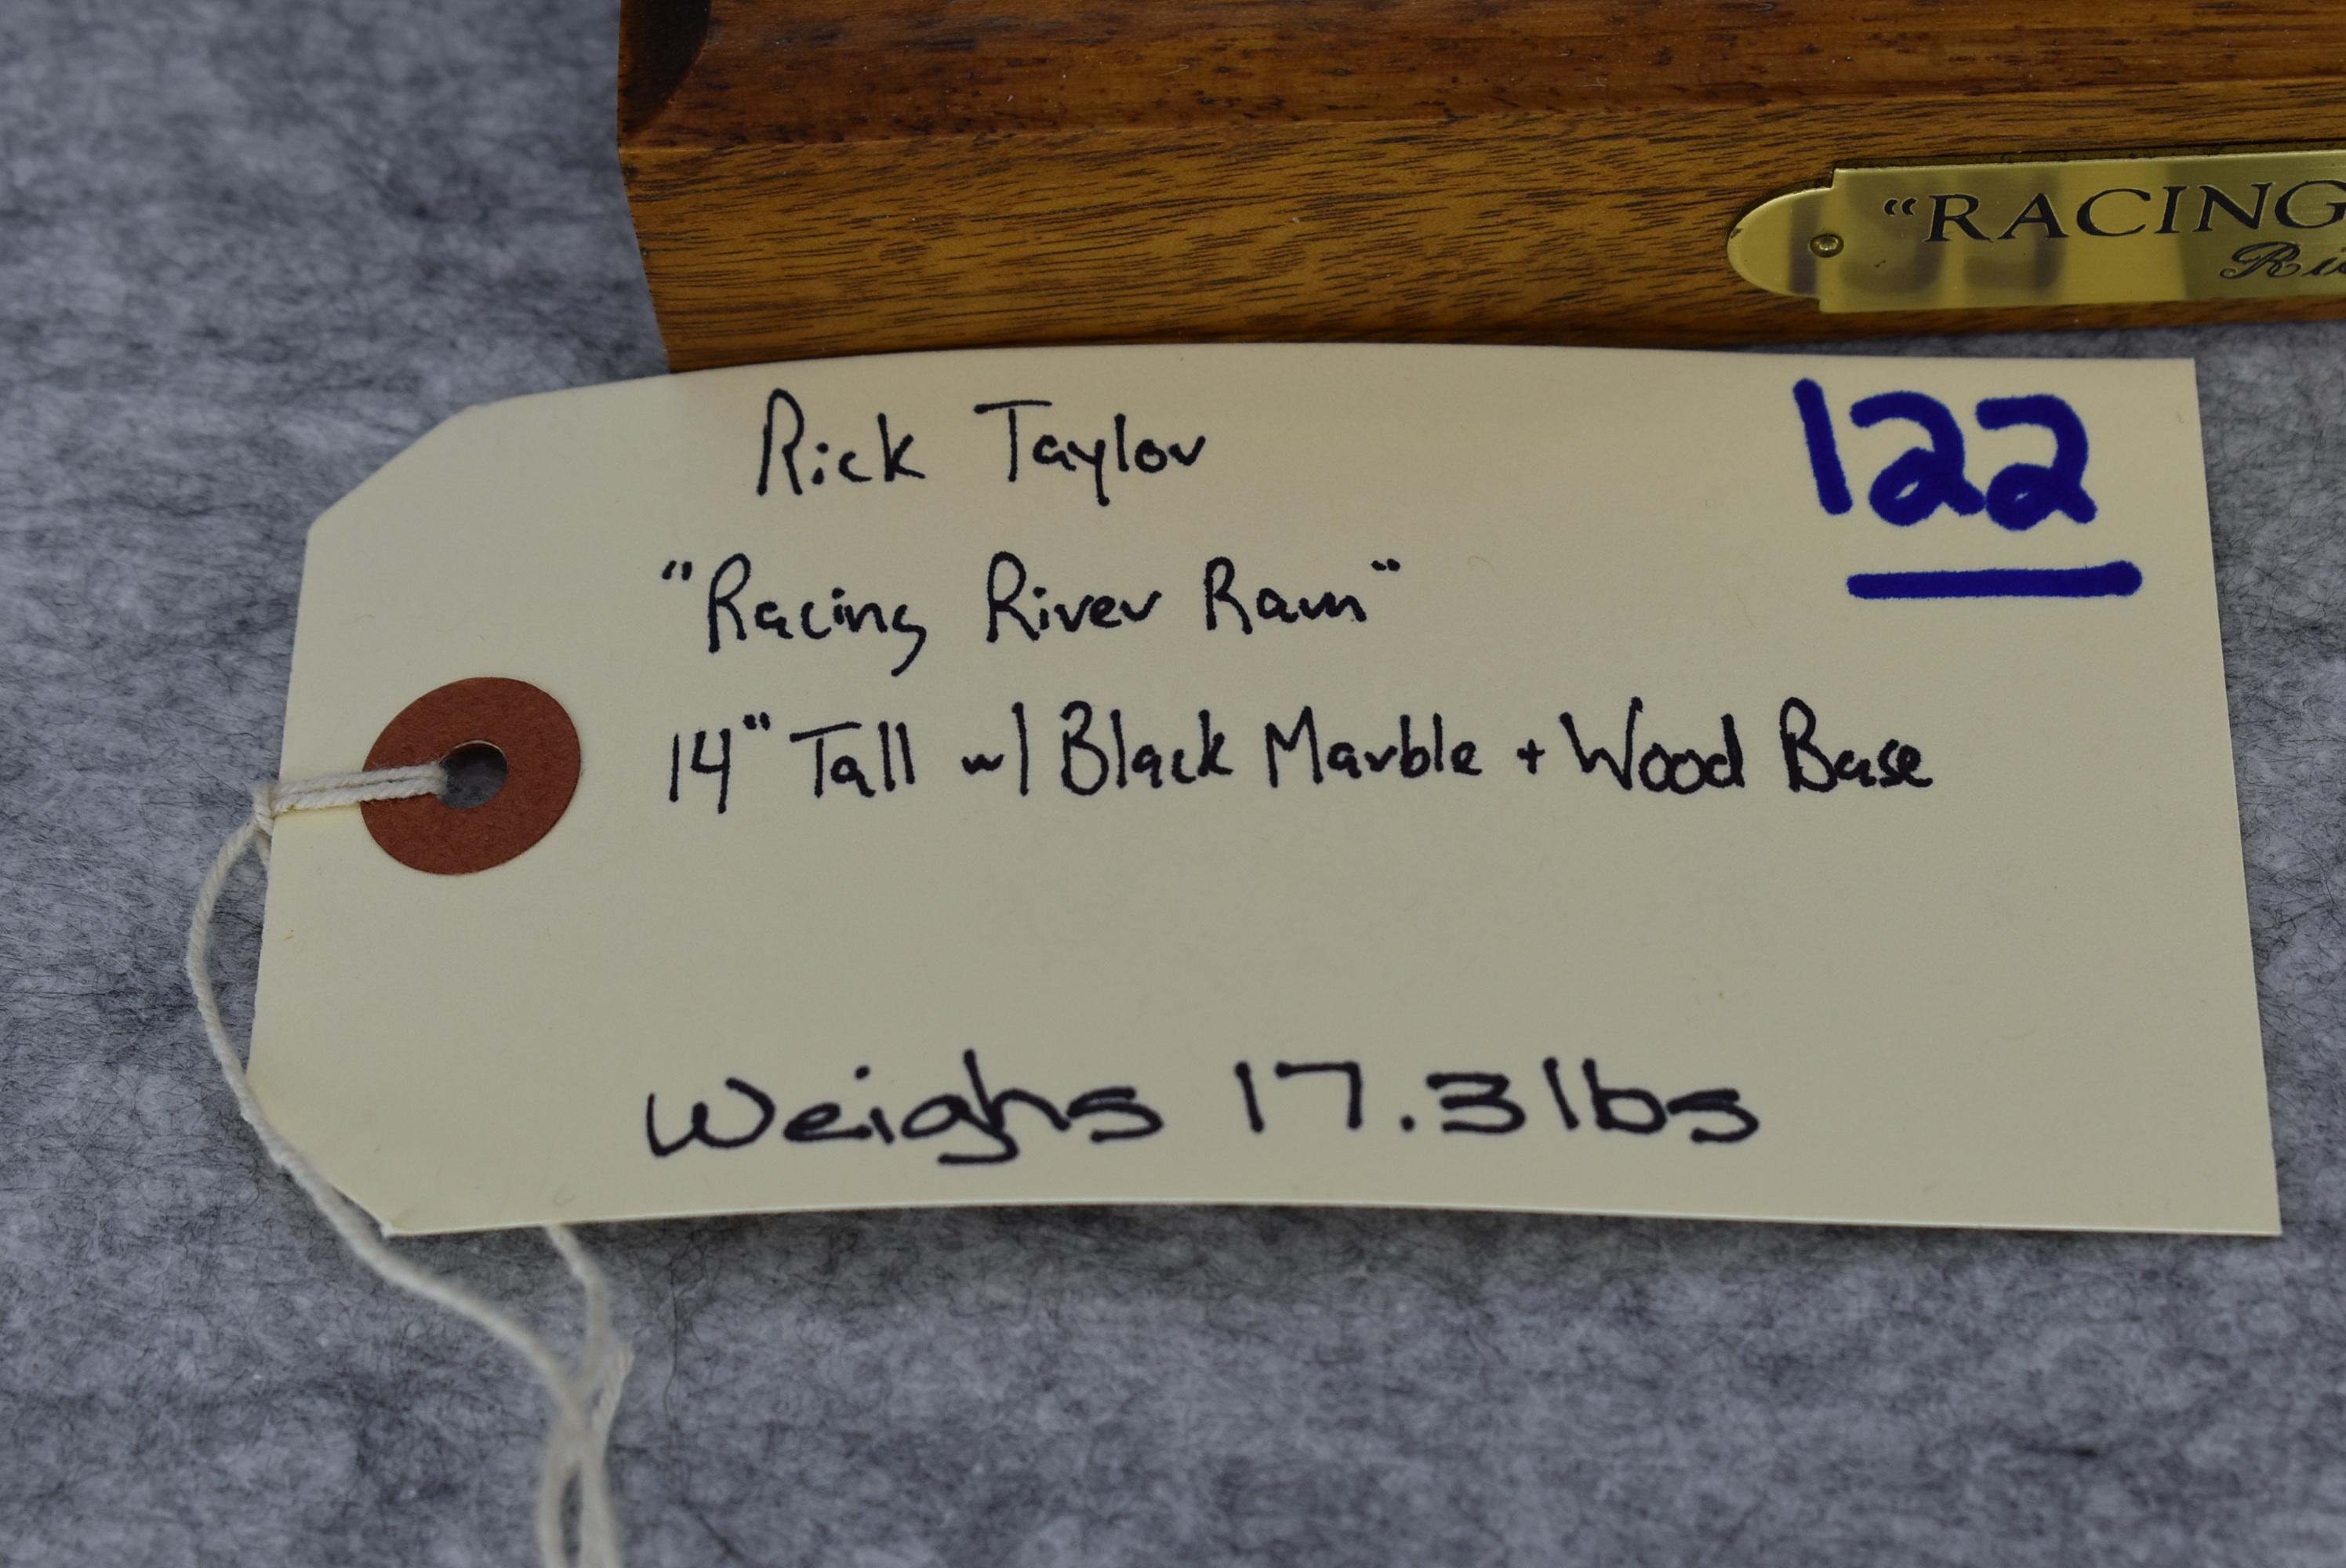 "RACING
Rick Taylor
122
"Racing River Ram"
14" Tall w/ Black Marble + Wood Base
Weighs 17.3 lbs